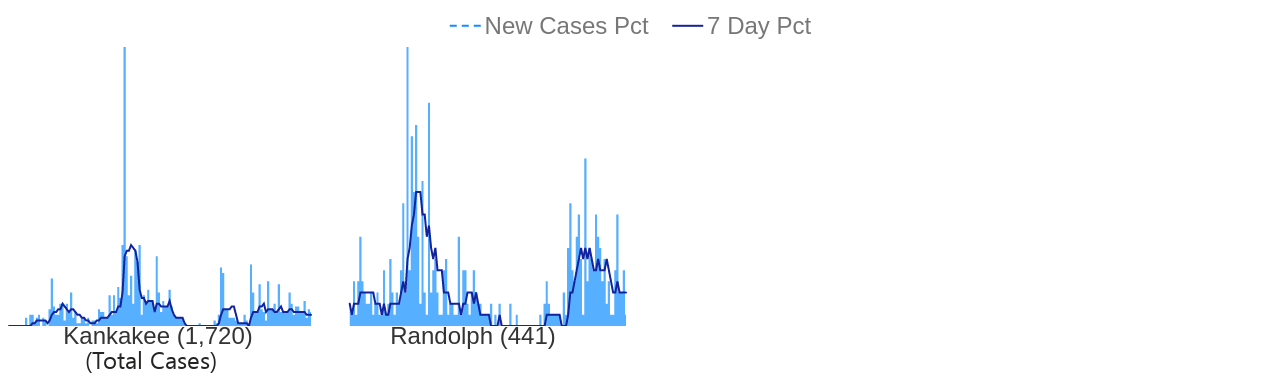 New Cases Pct 7 Day Pct
Kankakee (1,720) Randolph (441)
(Total Cases)